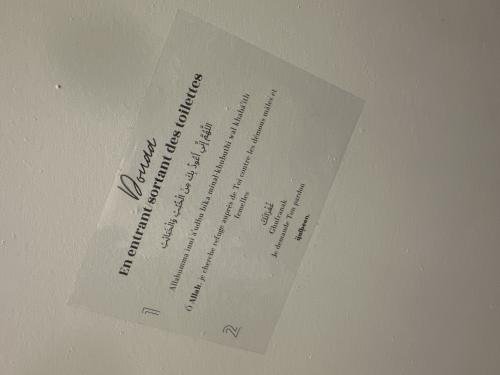 Douaa
En entrant sortant des toilettes
1
اللَّهُمَّ إِنِّي أَعُوذُ بِكَ مِنَ الْخُبُثِ وَالْخَبَائِثِ
Allahumma inni a'udhu bika minal khubuthi wal khaba'ith
Ô Allah, je cherche refuge auprès de Toi contre les démons mâles et
femelles
2
غُفْرَانَكَ
Ghufranak
Je demande Ton pardon